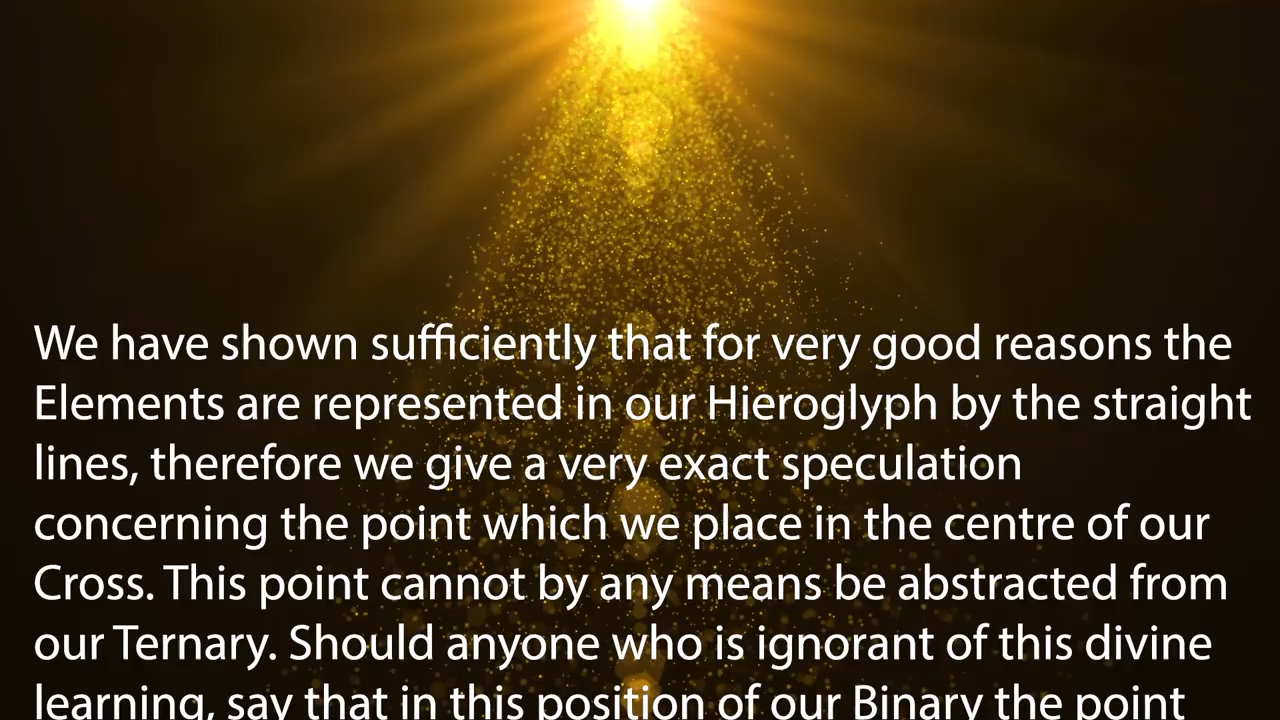 We have shown sufficiently that for very good reasons the
Elements are represented in our Hieroglyph by the straight
lines, therefore we give a very exact speculation
concerning the point which we place in the centre of our
Cross. This point cannot by any means be abstracted from
our Ternary. Should anyone who is ignorant of this divine
learning, say that in this position of our Binary the point